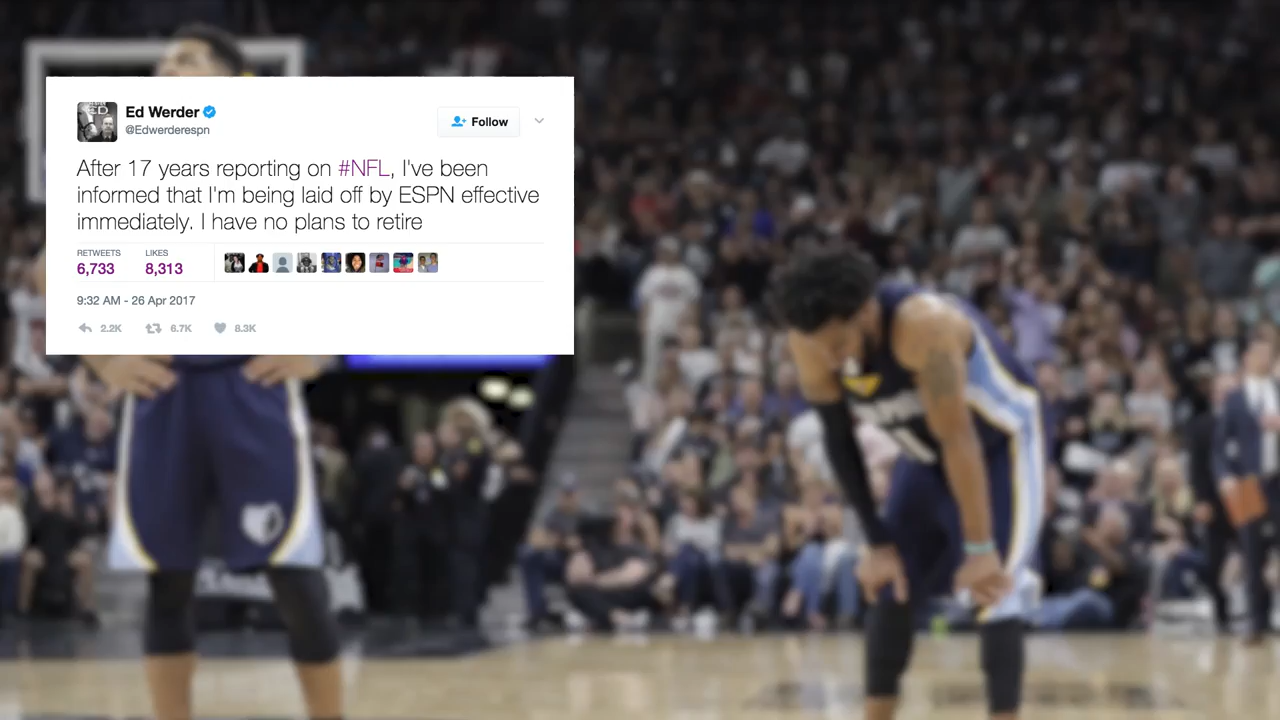 Ed Werder
@Edwerderespn
Follow
After 17 years reporting on #NFL, I've been
informed that I'm being laid off by ESPN effective
immediately. I have no plans to retire
RETWEETS LIKES
6,733 8,313
9:32 AM - 26 Apr 2017
2.2K 6.7K 8.3K